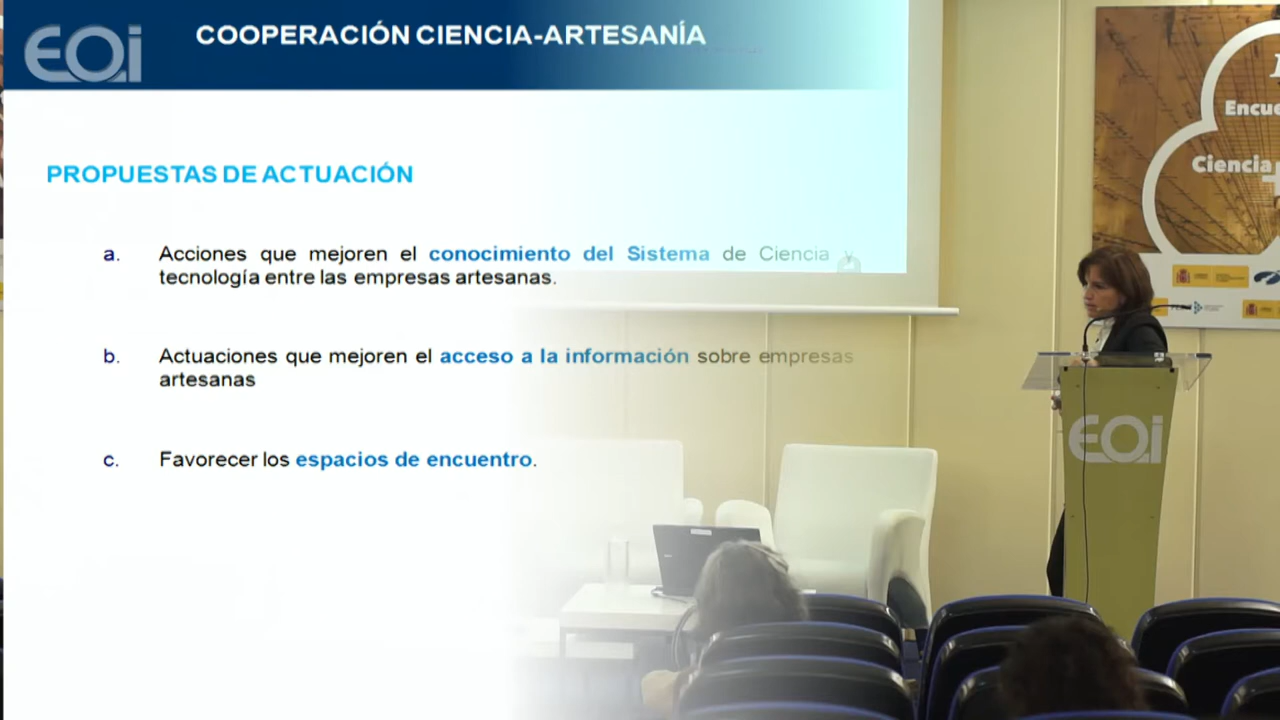 EOi
COOPERACIÓN CIENCIA-ARTESANÍA
PROPUESTAS DE ACTUACIÓN
a. Acciones que mejoren el conocimiento del Sistema de Ciencia y
tecnología entre las empresas artesanas.
b. Actuaciones que mejoren el acceso a la información sobre empresas
artesanas
c. Favorecer los espacios de encuentro.
Encue
Ciencia
+
EOi